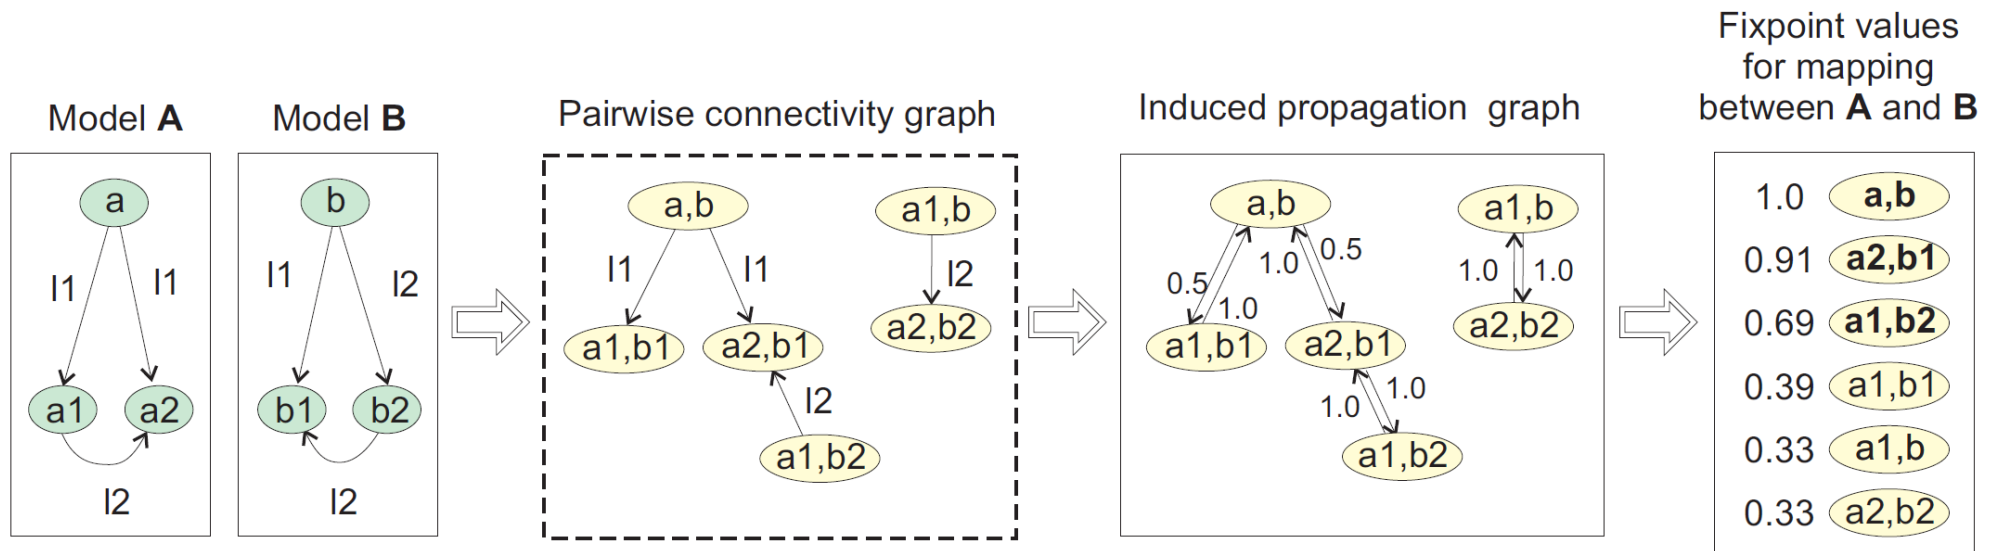 Model A
a
l1
l1
a1
a2
l2
Model B
b
l1
l2
b1
b2
l2
Pairwise connectivity graph
a,b
l1
l1
a1,b1
a2,b1
l2
a1,b2
a1,b
l2
a2,b2
Induced propagation graph
a,b
0.5
1.0
1.0
0.5
a1,b1
a2,b1
1.0
1.0
a1,b2
a1,b
1.0
1.0
a2,b2
Fixpoint values
for mapping
between A and B
1.0 a,b
0.91 a2,b1
0.69 a1,b2
0.39 a1,b1
0.33 a1,b
0.33 a2,b2